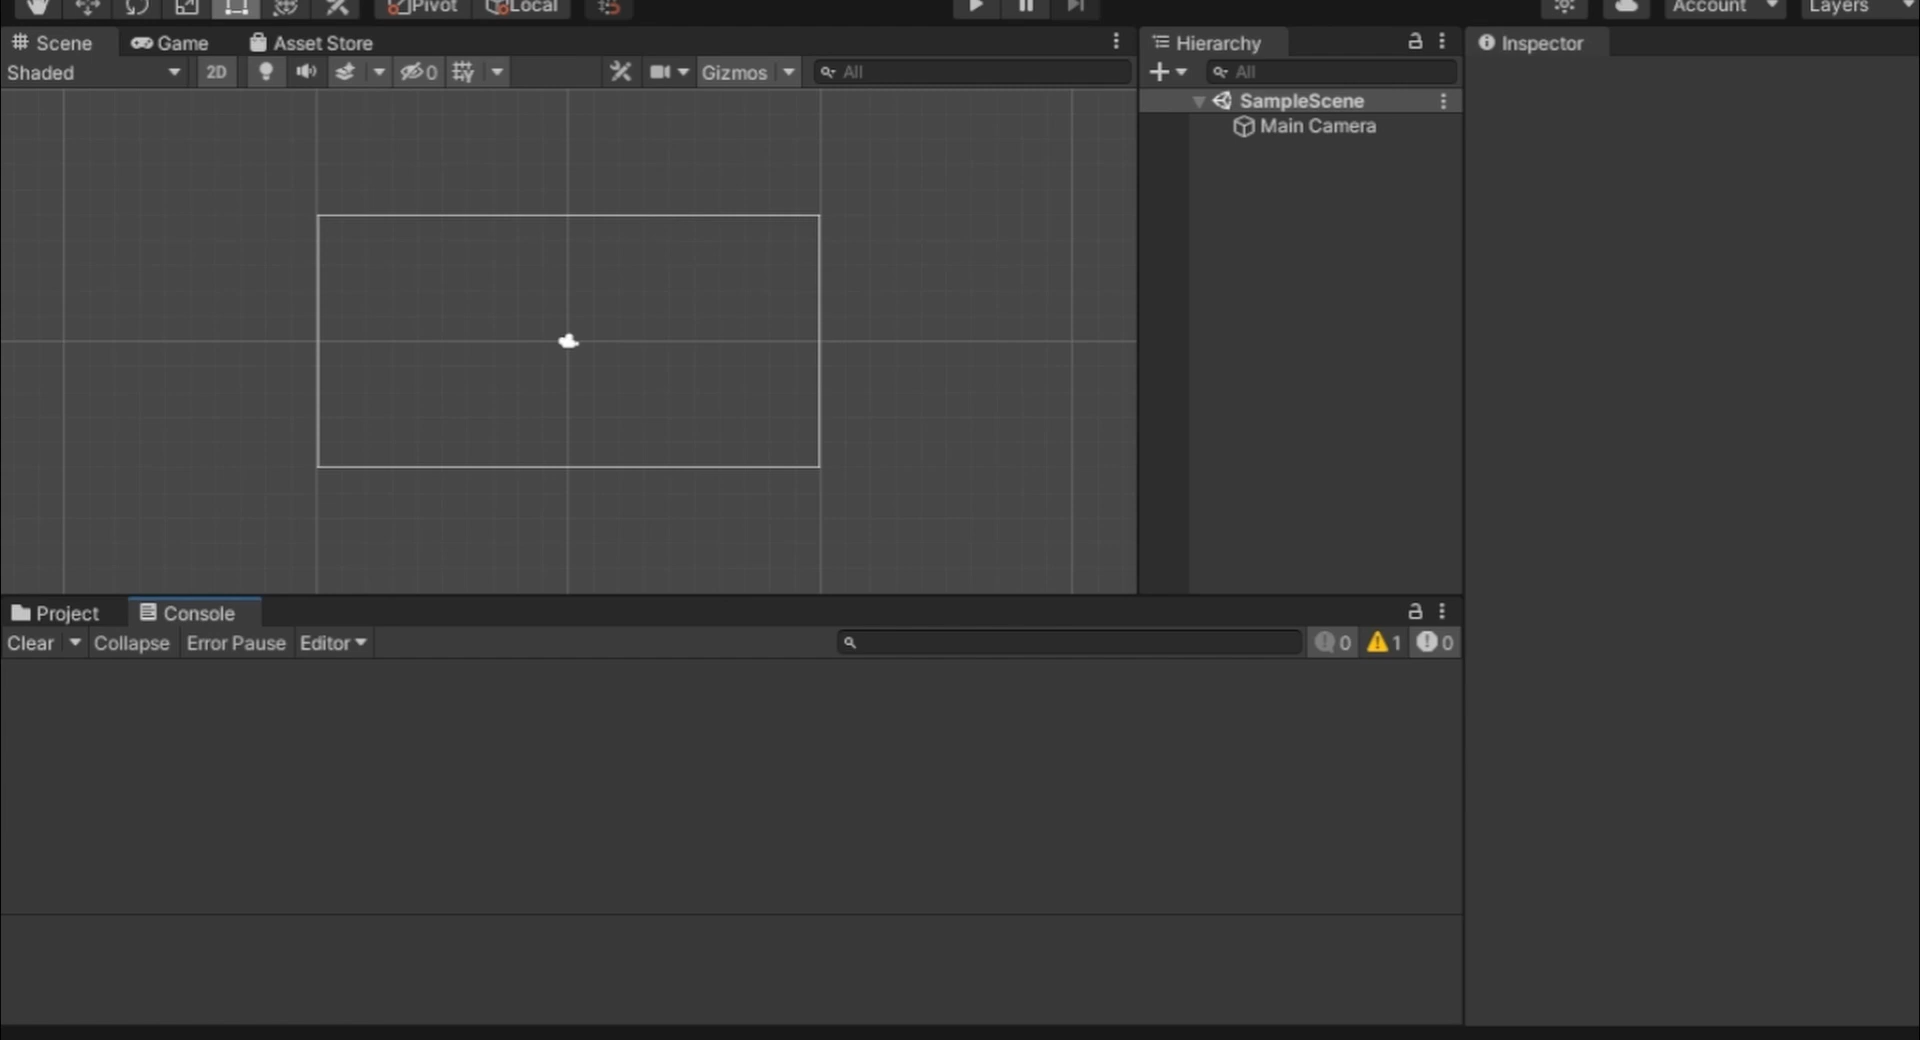 Pivot Local Account Layers
Scene Game Asset Store Hierarchy Inspector
Shaded 2D 0 Gizmos All All
SampleScene
Main Camera
Project Console
Clear Collapse Error Pause Editor 0 1 0